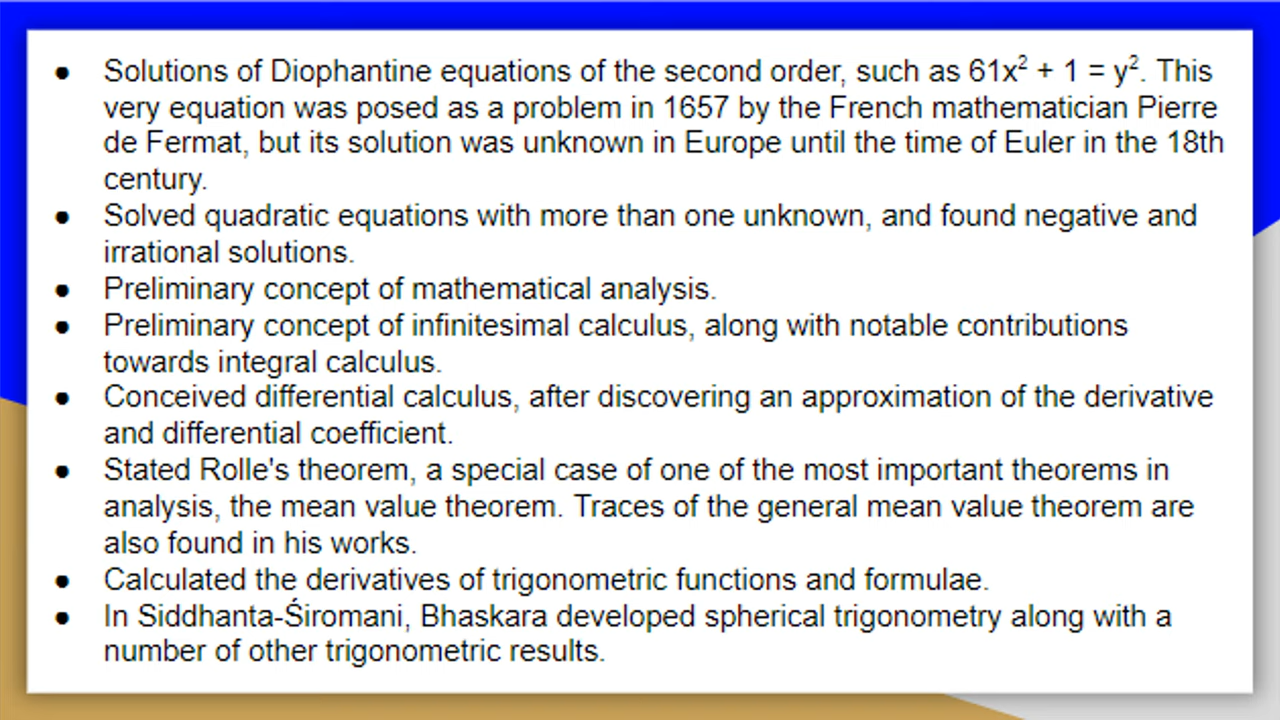 ● Solutions of Diophantine equations of the second order, such as 61x² + 1 = y². This
very equation was posed as a problem in 1657 by the French mathematician Pierre
de Fermat, but its solution was unknown in Europe until the time of Euler in the 18th
century.
● Solved quadratic equations with more than one unknown, and found negative and
irrational solutions.
● Preliminary concept of mathematical analysis.
● Preliminary concept of infinitesimal calculus, along with notable contributions
towards integral calculus.
● Conceived differential calculus, after discovering an approximation of the derivative
and differential coefficient.
● Stated Rolle's theorem, a special case of one of the most important theorems in
analysis, the mean value theorem. Traces of the general mean value theorem are
also found in his works.
● Calculated the derivatives of trigonometric functions and formulae.
● In Siddhanta-Śiromani, Bhaskara developed spherical trigonometry along with a
number of other trigonometric results.